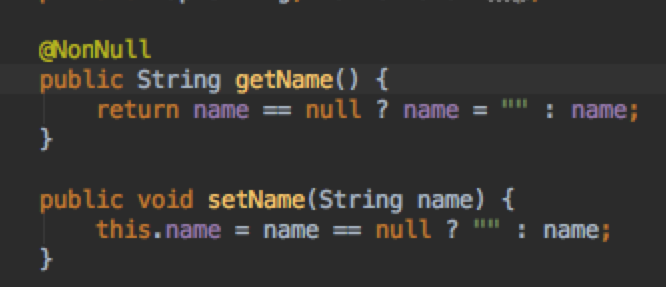 @NonNull
public String getName() {
    return name == null ? name = "" : name;
}

public void setName(String name) {
    this.name = name == null ? "" : name;
}